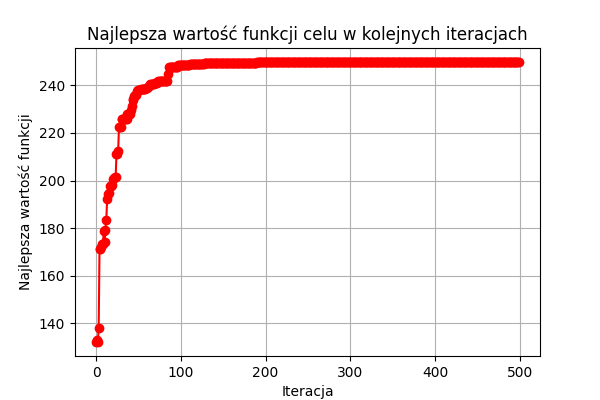 Najlepsza wartość funkcji celu w kolejnych iteracjach
Najlepsza wartość funkcji
240
220
200
180
160
140
0 100 200 300 400 500
Iteracja